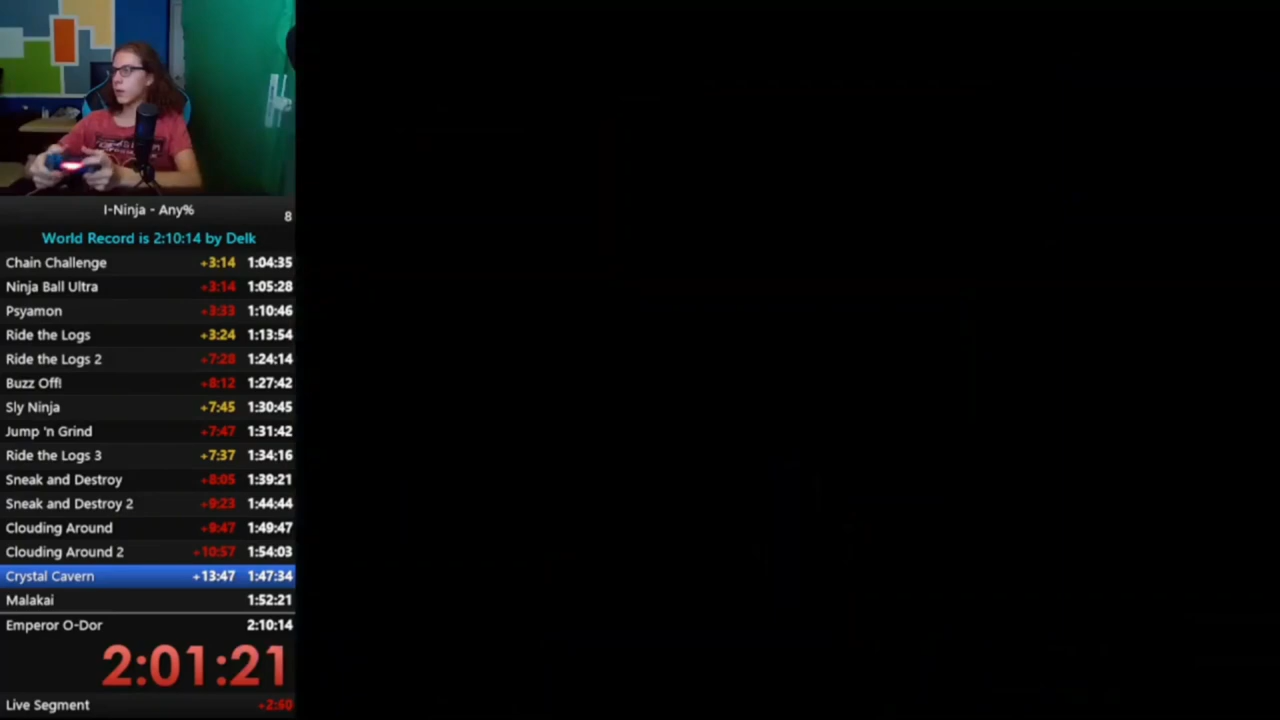 I-Ninja - Any%
8
World Record is 2:10:14 by Delk
Chain Challenge +3:14 1:04:35
Ninja Ball Ultra +3:14 1:05:28
Psyamon +3:33 1:10:46
Ride the Logs +3:24 1:13:54
Ride the Logs 2 +7:28 1:24:14
Buzz Off! +8:12 1:27:42
Sly Ninja +7:45 1:30:45
Jump 'n Grind +7:47 1:31:42
Ride the Logs 3 +7:37 1:34:16
Sneak and Destroy +8:05 1:39:21
Sneak and Destroy 2 +9:23 1:44:44
Clouding Around +9:47 1:49:47
Clouding Around 2 +10:57 1:54:03
Crystal Cavern +13:47 1:47:34
Malakai 1:52:21
Emperor O-Dor 2:10:14
2:01:21
Live Segment +2:50